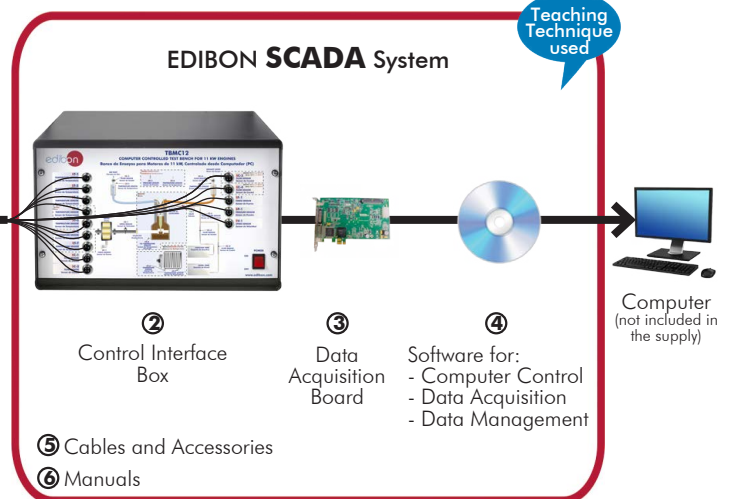 Teaching
Technique
used
EDIBON SCADA System
edibon
TBMC12
COMPUTER CONTROLLED TEST BENCH FOR 11 KW ENGINES
Banco de Ensayos para Motores de 11 kW, Controlado desde Computador (PC)
POWER
www.edibon.com
②
Control Interface
Box
③
Data
Acquisition
Board
④
Software for:
- Computer Control
- Data Acquisition
- Data Management
Computer
(not included in
the supply)
⑤ Cables and Accessories
⑥ Manuals